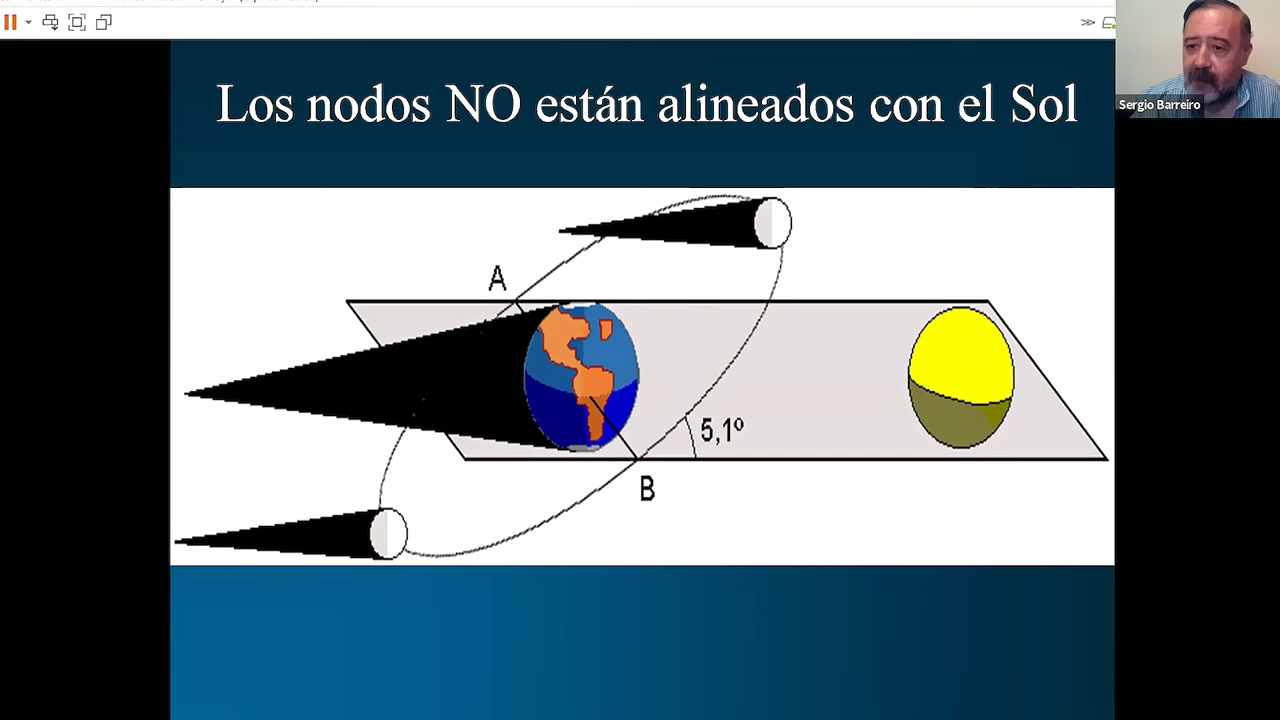 Los nodos NO están alineados con el Sol
Sergio Barreiro
A
5,1º
B